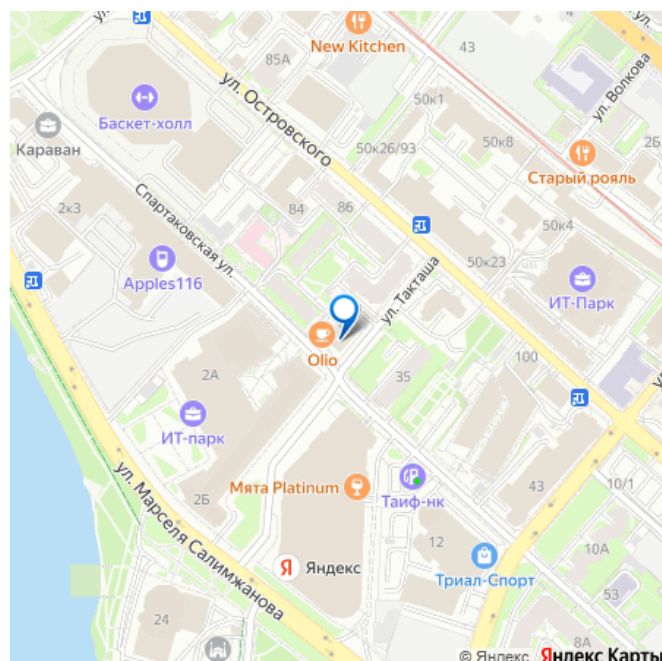 New Kitchen
43
ул.
85А
ул. Волкова
50к1
Баскет-холл
ул. Островского
Караван
50к26/93
50к8
2Б
Старый рояль
2к3
Спартаковская ул.
84
86
50к4
50к23
Apples116
ИТ-Парк
ул. Такташа
Olio
100
2А
35
ИТ-парк
2Б
Мята Platinum
Таиф-нк
43
10/1
ул. Марселя Салимжанова
12
10А
Триал-Спорт
Я Яндекс
53
24
8А
© Яндекс Яндекс Карты